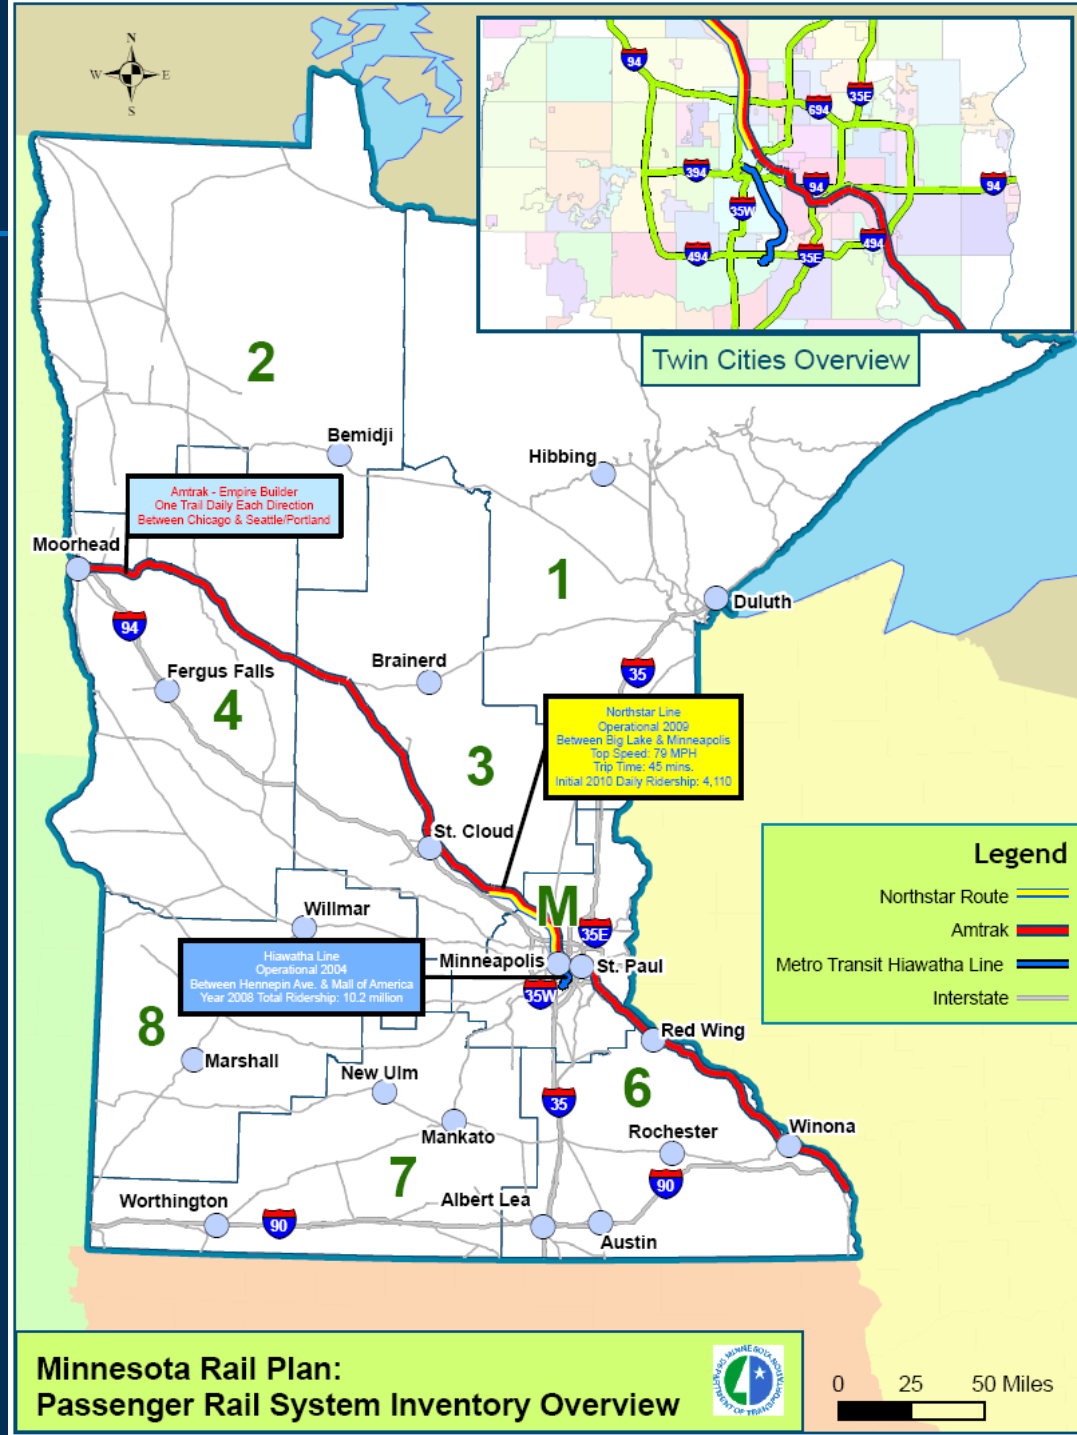 N
W E
S
94
694
35E
394
94
94
35W
494
35E
494
Twin Cities Overview
2
Bemidji
Hibbing
Amtrak - Empire Builder
One Trail Daily Each Direction
Between Chicago & Seattle/Portland
Moorhead
1
Duluth
94
Brainerd
35
Fergus Falls
4
Northstar Line
Operational 2009
Between Big Lake & Minneapolis
Top Speed: 79 MPH
Trip Time: 45 mins.
Initial 2010 Daily Ridership: 4,110
3
St. Cloud
Legend
Northstar Route
Amtrak
Metro Transit Hiawatha Line
Interstate
M
Willmar
35E
Hiawatha Line
Operational 2004
Between Hennepin Ave. & Mall of America
Year 2008 Total Ridership: 10.2 million
Minneapolis
St. Paul
35W
8
Red Wing
Marshall
New Ulm
6
35
Mankato
Rochester
Winona
7
90
Worthington
Albert Lea
90
Austin
Minnesota Rail Plan:
Passenger Rail System Inventory Overview
MINNESOTA DEPARTMENT OF TRANSPORTATION
0 25 50 Miles